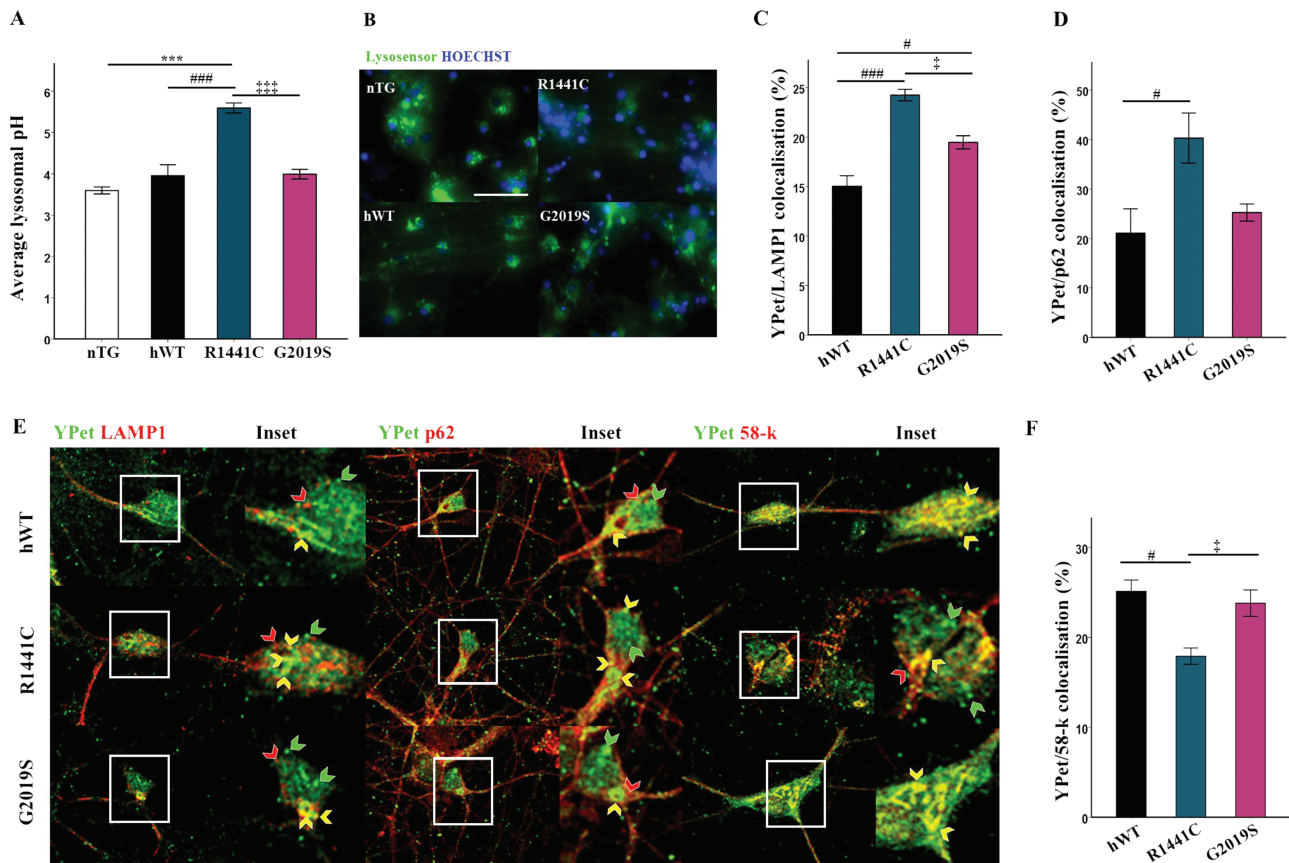 A
Average lysosomal pH
6
5
4
3
2
1
0
***
###
‡‡‡
nTG hWT R1441C G2019S
B
Lysosensor HOECHST
nTG
R1441C
hWT
G2019S
C
YPet/LAMP1 colocalisation (%)
25
20
15
10
5
0
#
###
‡
hWT R1441C G2019S
D
YPet/p62 colocalisation (%)
50
40
30
20
10
0
#
hWT R1441C G2019S
E
YPet LAMP1 Inset YPet p62 Inset YPet 58-k Inset
hWT
R1441C
G2019S
F
YPet/58-k colocalisation (%)
30
20
10
0
#
‡
hWT R1441C G2019S